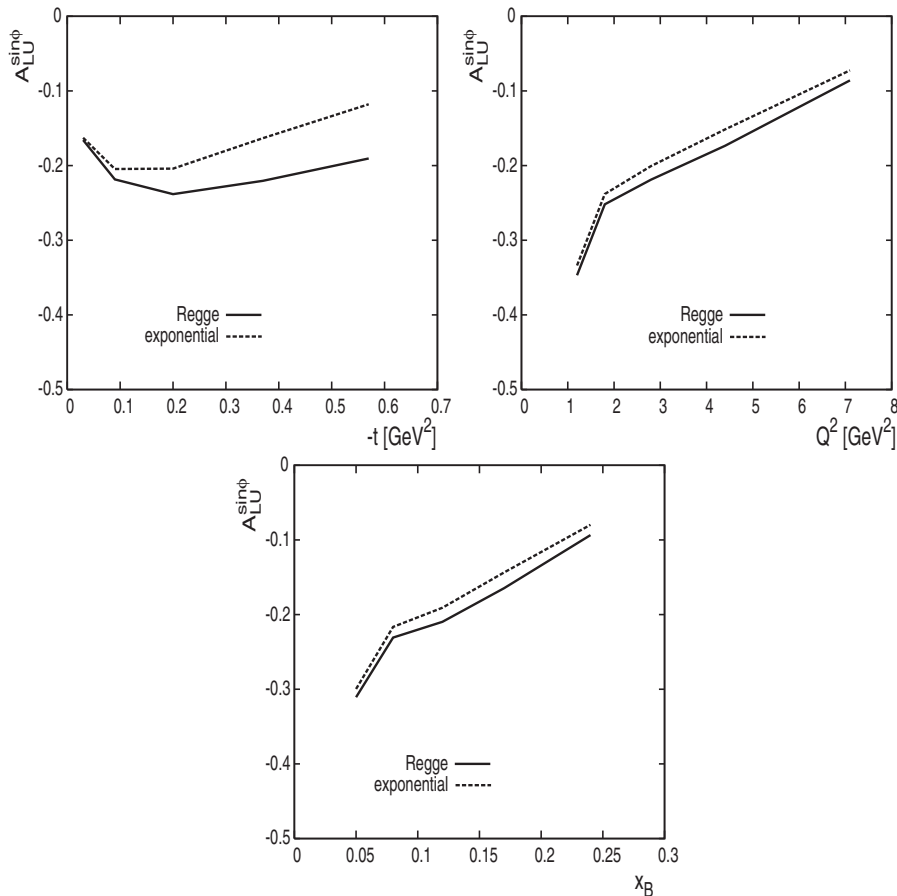 0
-0.1
-0.2
-0.3
-0.4
-0.5
A_LU^sinϕ
Regge
exponential
0 0.1 0.2 0.3 0.4 0.5 0.6 0.7
-t [GeV²]
0
-0.1
-0.2
-0.3
-0.4
-0.5
A_LU^sinϕ
Regge
exponential
0 1 2 3 4 5 6 7 8
Q² [GeV²]
0
-0.1
-0.2
-0.3
-0.4
-0.5
A_LU^sinϕ
Regge
exponential
0 0.05 0.1 0.15 0.2 0.25 0.3
x_B